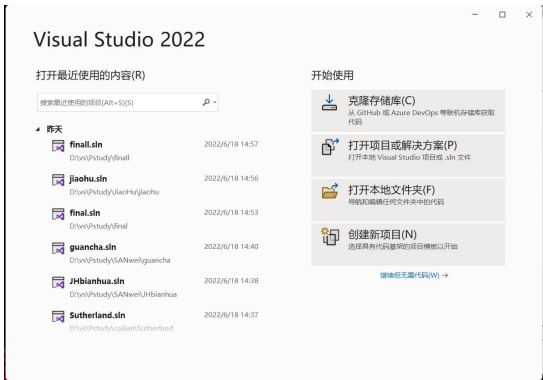 Visual Studio 2022
打开最近使用的内容(R)
搜索最近使用的项目(Alt+S)(S)
昨天
finall.sln
2022/6/18 14:57
D:\vs\Pstudy\finall
jiaohu.sln
2022/6/18 14:56
D:\vs\Pstudy\JiaoHu\jiaohu
final.sln
2022/6/18 14:53
D:\vs\Pstudy\final
guancha.sln
2022/6/18 14:40
D:\vs\Pstudy\SANwei\guancha
JHbianhua.sln
2022/6/18 14:38
D:\vs\Pstudy\SANwei\JHbianhua
Sutherland.sln
2022/6/18 14:37
D:\vs\Pstudy\caijian\Sutherland
开始使用
克隆存储库(C)
从 GitHub 或 Azure DevOps 等联机存储库获取
代码
打开项目或解决方案(P)
打开本地 Visual Studio 项目或 .sln 文件
打开本地文件夹(F)
导航和编辑任何文件夹中的代码
创建新项目(N)
选择具有代码基架的项目模板以开始
继续但无需代码(W) →